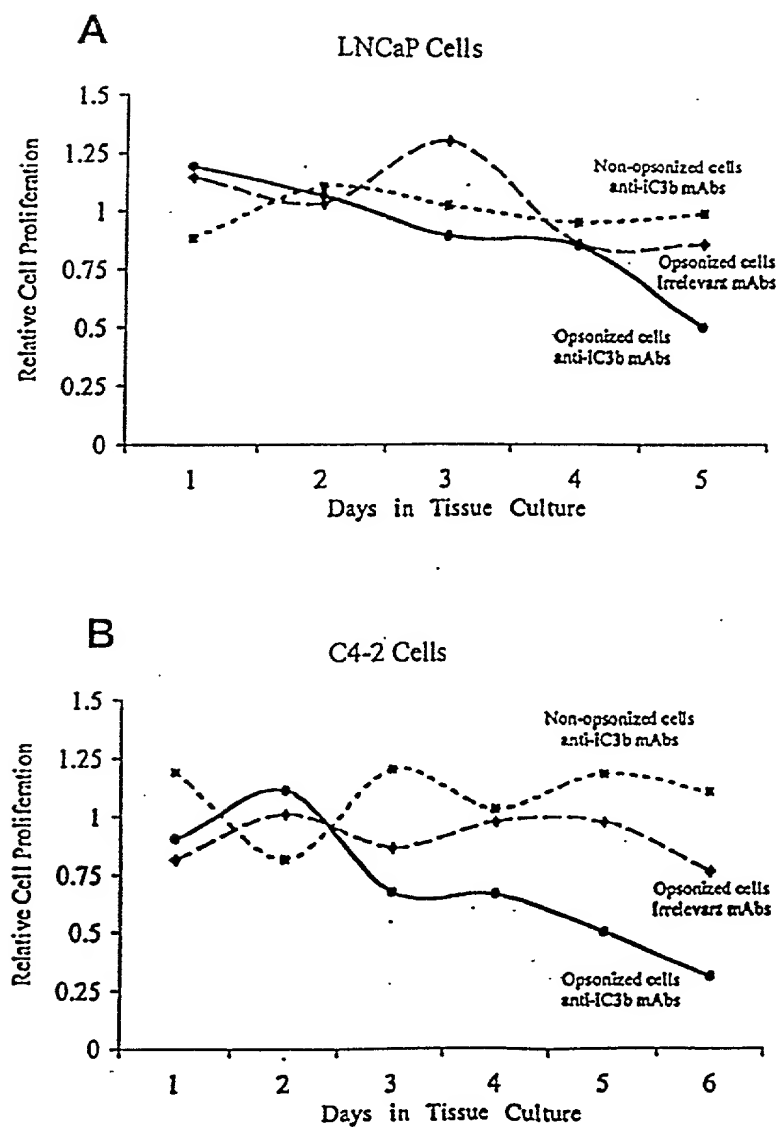 A
LNCaP Cells
1.5
1.25
1
0.75
0.5
0.25
0
Relative Cell Proliferation
Non-opsonized cells
anti-iC3b mAbs
Opsonized cells
Irrelevant mAbs
Opsonized cells
anti-iC3b mAbs
1 2 3 4 5
Days in Tissue Culture
B
C4-2 Cells
1.5
1.25
1
0.75
0.5
0.25
0
Relative Cell Proliferation
Non-opsonized cells
anti-iC3b mAbs
Opsonized cells
Irrelevant mAbs
Opsonized cells
anti-iC3b mAbs
1 2 3 4 5 6
Days in Tissue Culture